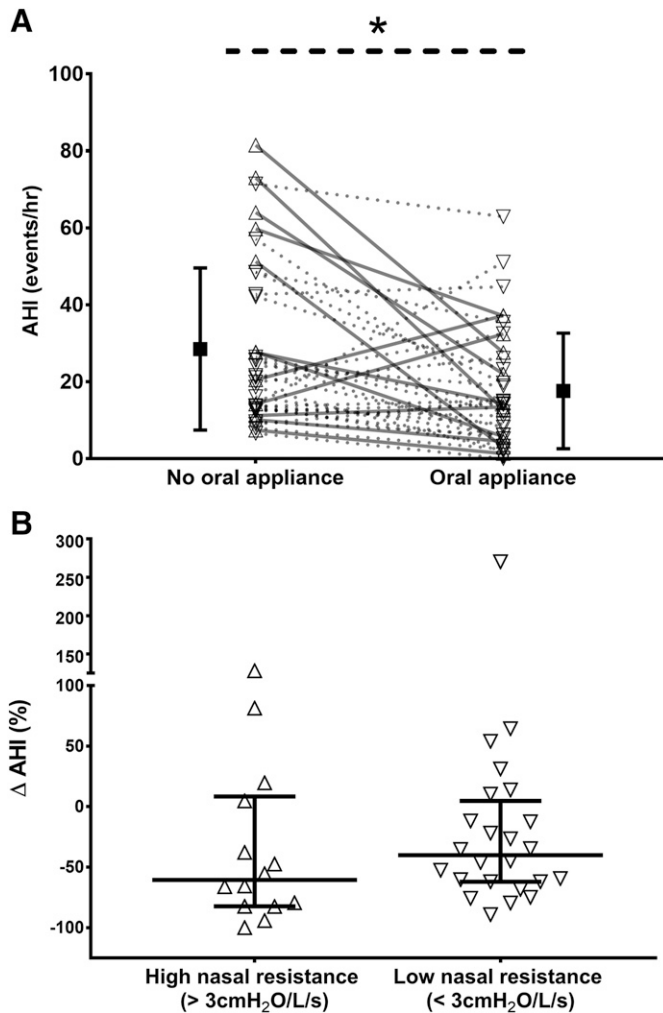 A
*
100
80
60
40
20
0
AHI (events/hr)
No oral appliance
Oral appliance
B
300
250
200
150
100
50
0
-50
-100
Δ AHI (%)
High nasal resistance
(> 3cmH₂O/L/s)
Low nasal resistance
(< 3cmH₂O/L/s)